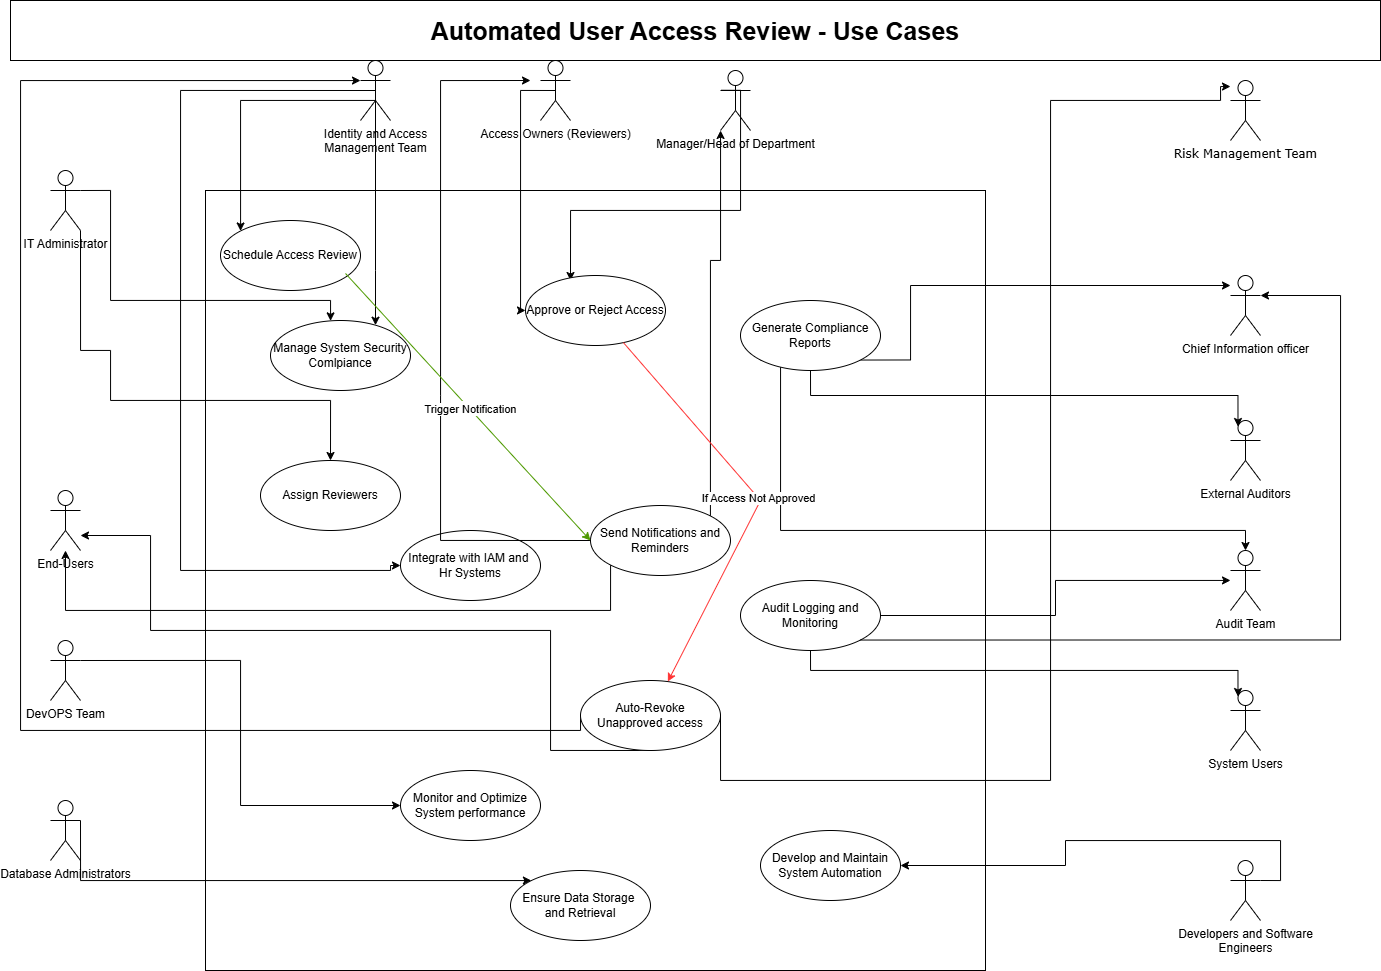 Automated User Access Review - Use Cases
Identity and Access
Management Team
Access Owners (Reviewers)
Manager/Head of Department
Risk Management Team
IT Administrator
Schedule Access Review
Approve or Reject Access
Generate Compliance
Reports
Manage System Security
Comlpiance
Chief Information officer
Trigger Notification
Assign Reviewers
If Access Not Approved
External Auditors
End-Users
Integrate with IAM and
Hr Systems
Send Notifications and
Reminders
Audit Logging and
Monitoring
Audit Team
DevOPS Team
Auto-Revoke
Unapproved access
System Users
Monitor and Optimize
System performance
Database Administrators
Develop and Maintain
System Automation
Ensure Data Storage
and Retrieval
Developers and Software
Engineers